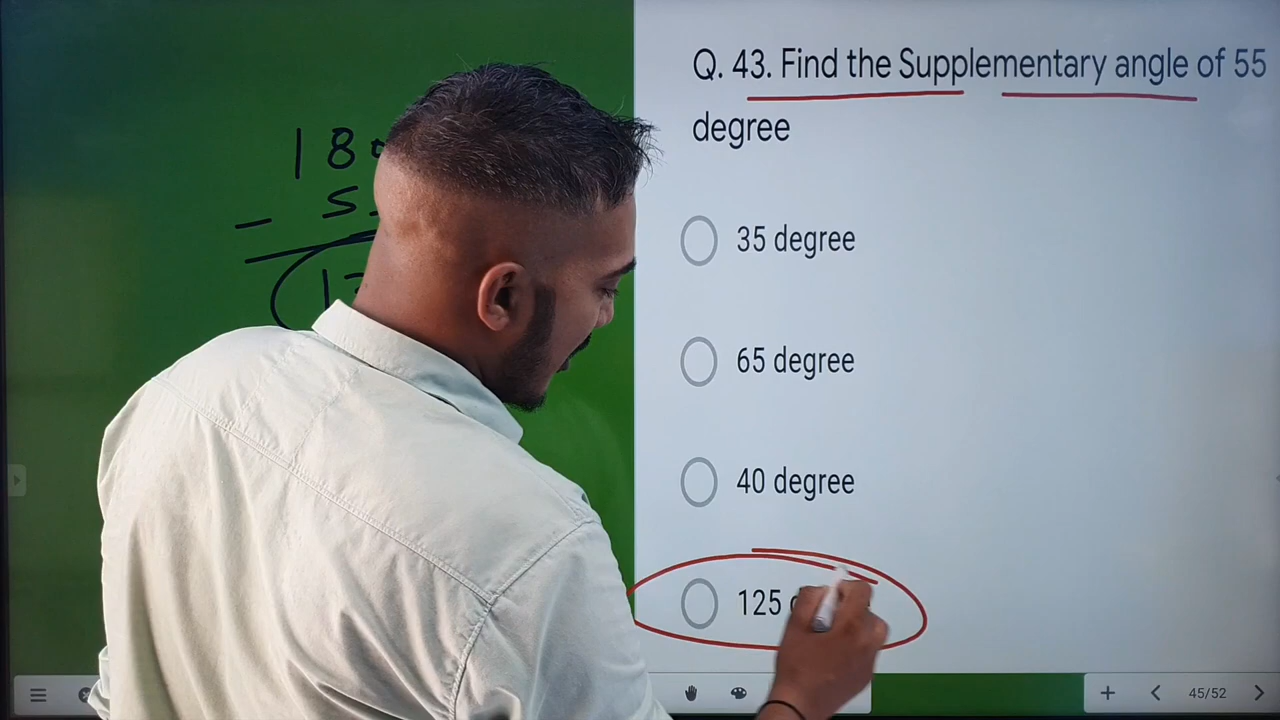 Q. 43. Find the Supplementary angle of 55
degree
35 degree
65 degree
40 degree
125
45/52